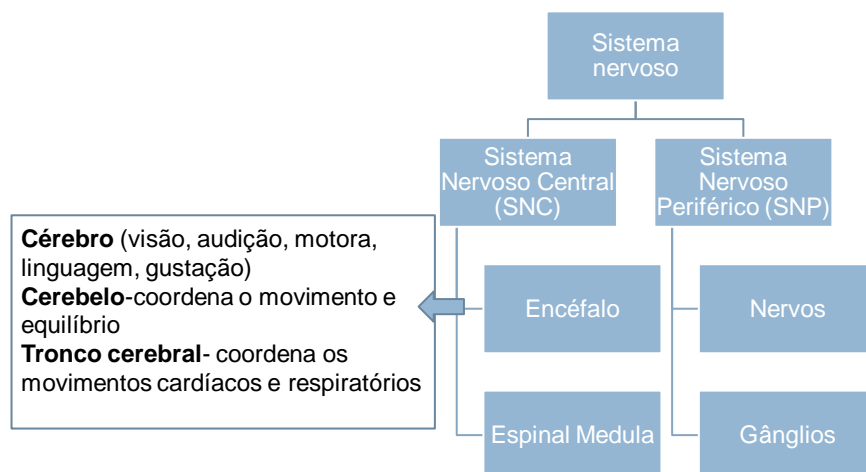 Sistema
nervoso
Sistema
Nervoso Central
(SNC)
Sistema
Nervoso
Periférico (SNP)
Cérebro (visão, audição, motora,
linguagem, gustação)
Cerebelo-coordena o movimento e
equilíbrio
Tronco cerebral- coordena os
movimentos cardíacos e respiratórios
Encéfalo
Nervos
Espinal Medula
Gânglios